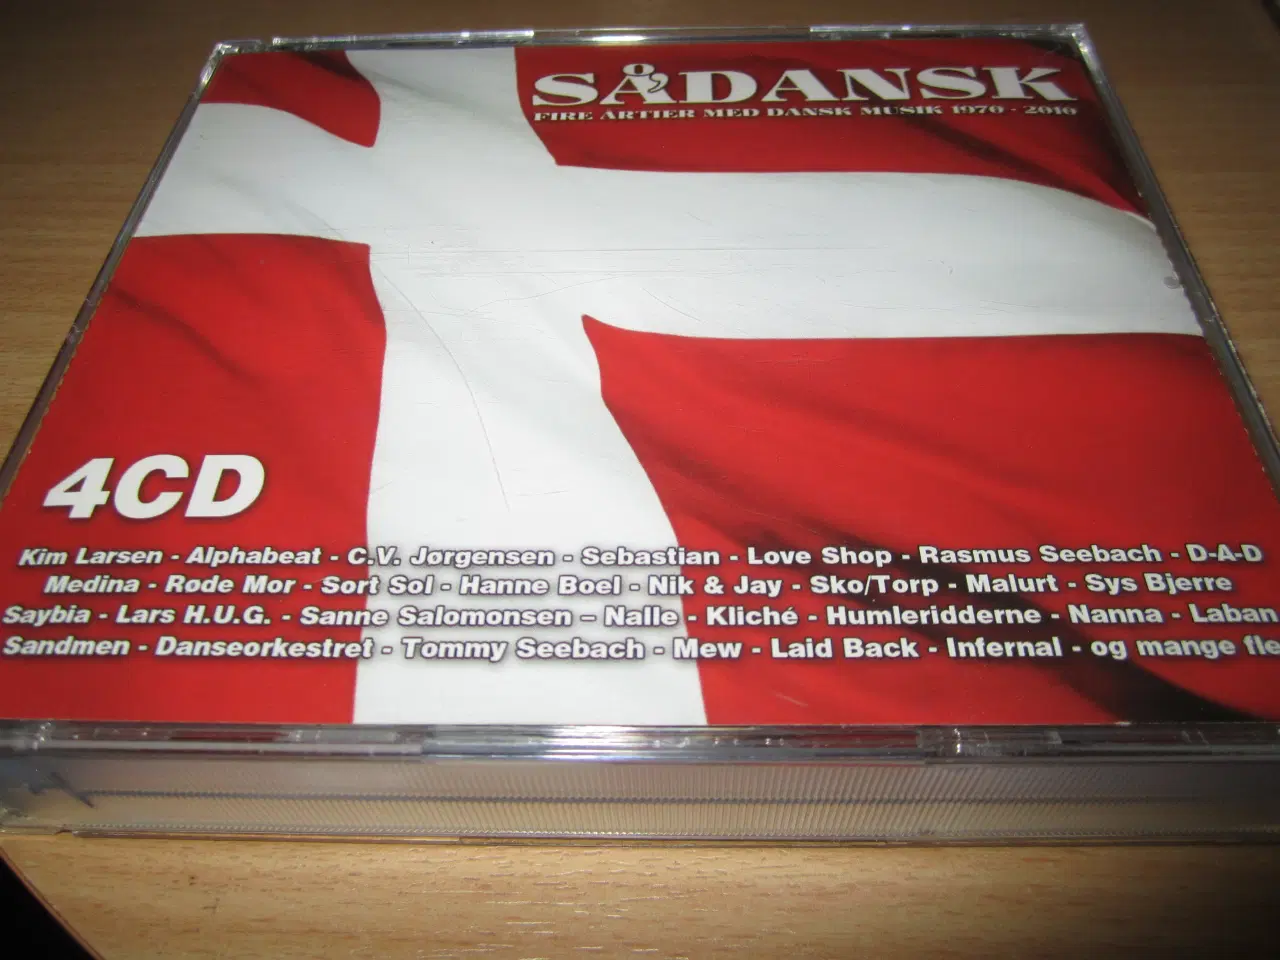 SÅDANSK
FIRE ÅRTIER MED DANSK MUSIK 1970 - 2010
4CD
Kim Larsen - Alphabeat - C.V. Jørgensen - Sebastian - Love Shop - Rasmus Seebach - D-A-D
Medina - Røde Mor - Sort Sol - Hanne Boel - Nik & Jay - Sko/Torp - Malurt - Sys Bjerre
Saybia - Lars H.U.G. - Sanne Salomonsen – Nalle - Kliché - Humleridderne - Nanna - Laban
Sandmen - Danseorkestret - Tommy Seebach - Mew - Laid Back - Infernal - og mange fle